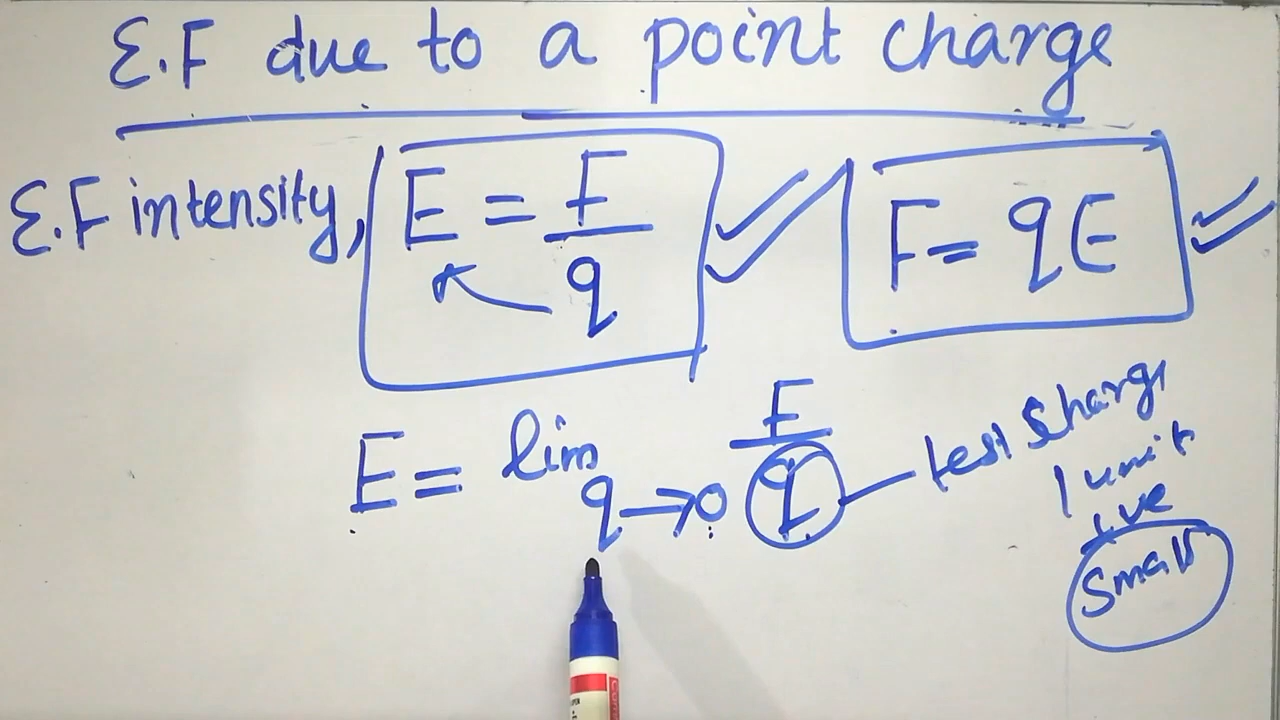 E.F due to a point charge
E.F intensity, E = F/q F = qE
E = lim q→0 F/q test charge
1 unit
+ve
small